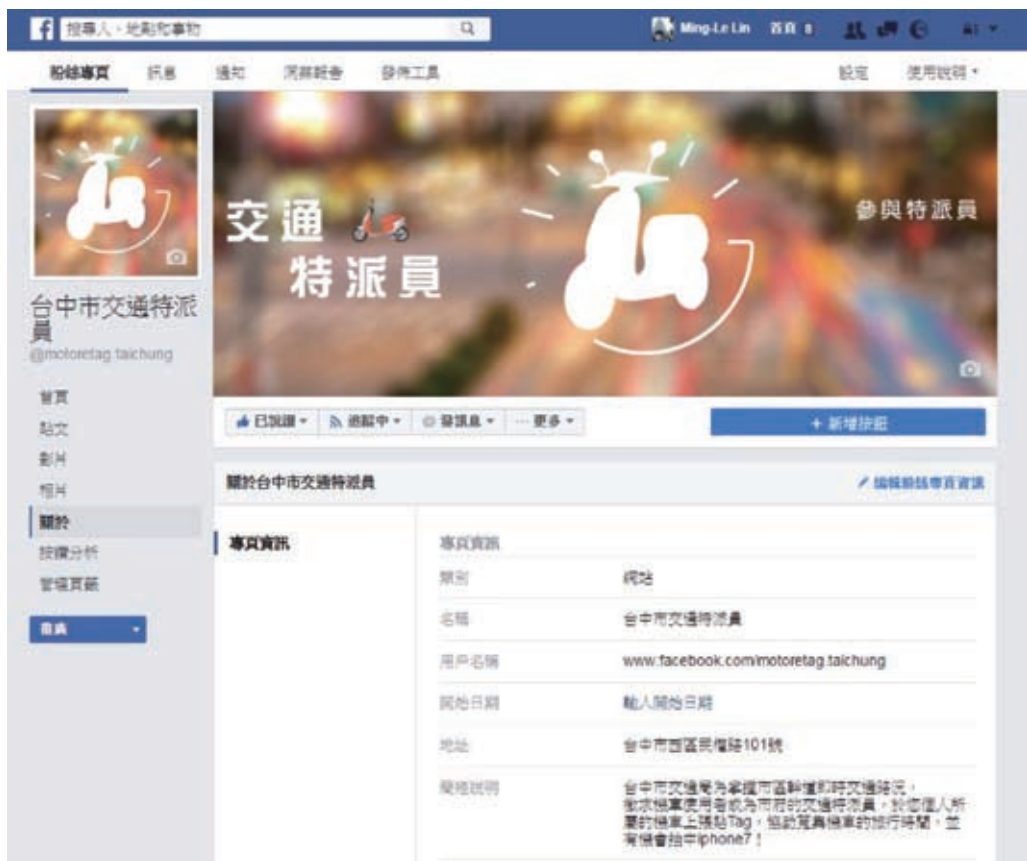 搜尋人、地點和事物
Ming-Le Lin 首頁 8
粉絲專頁 訊息 通知 洞察報告 發佈工具 設定 使用說明
交通
特派員
參與特派員
台中市交通特派員
@motoretag.taichung
首頁
貼文
影片
相片
關於
按讚分析
管理頁籤
推廣
已說讚 追蹤中 發訊息 … 更多
+ 新增按鈕
關於台中市交通特派員
編輯粉絲專頁資訊
專頁資訊
專頁資訊
類別 網站
名稱 台中市交通特派員
用戶名稱 www.facebook.com/motoretag.taichung
開始日期 輸入開始日期
地址 台中市西區民權路101號
簡短說明 台中市交通局為掌握市區幹道即時交通路況，
徵求機車使用者成為市府的交通特派員，於您個人所
屬的機車上張貼Tag，協助蒐集機車的旅行時間，並
有機會抽中iphone7！